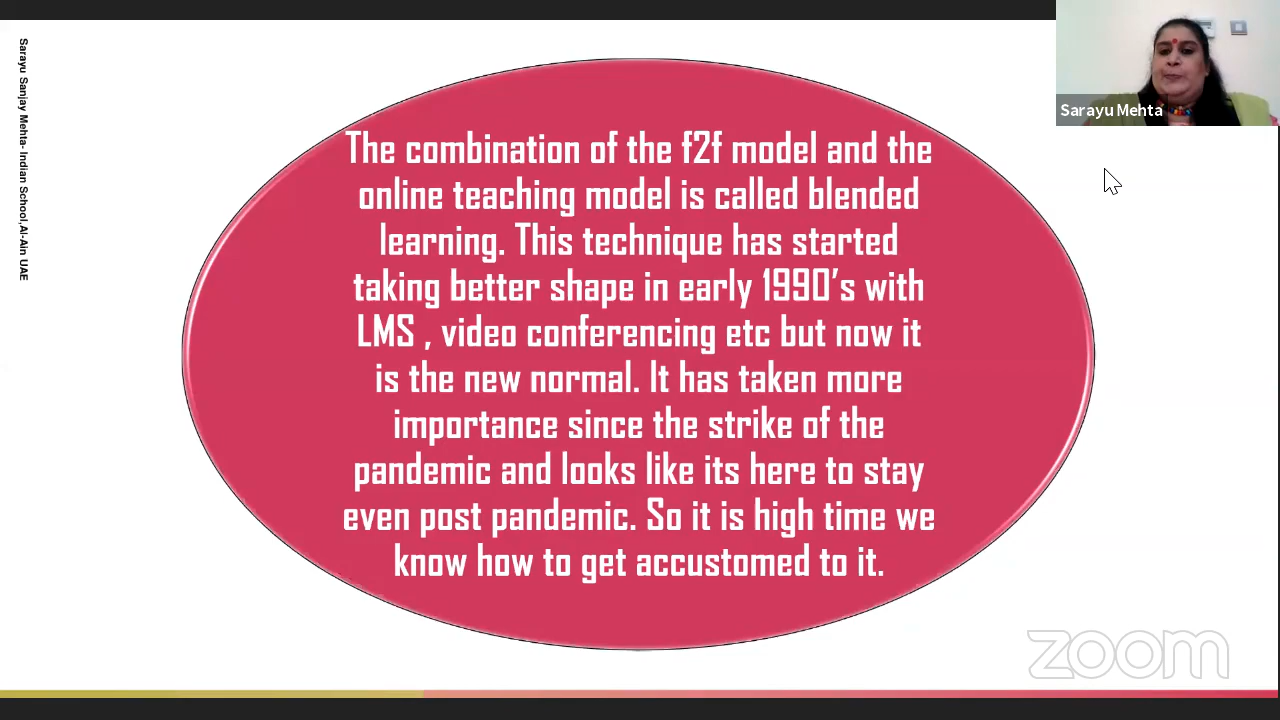 Sarayu Sanjay Mehta- Indian School,Al-Ain UAE
Sarayu Mehta
The combination of the f2f model and the
online teaching model is called blended
learning. This technique has started
taking better shape in early 1990's with
LMS , video conferencing etc but now it
is the new normal. It has taken more
importance since the strike of the
pandemic and looks like its here to stay
even post pandemic. So it is high time we
know how to get accustomed to it.
zoom